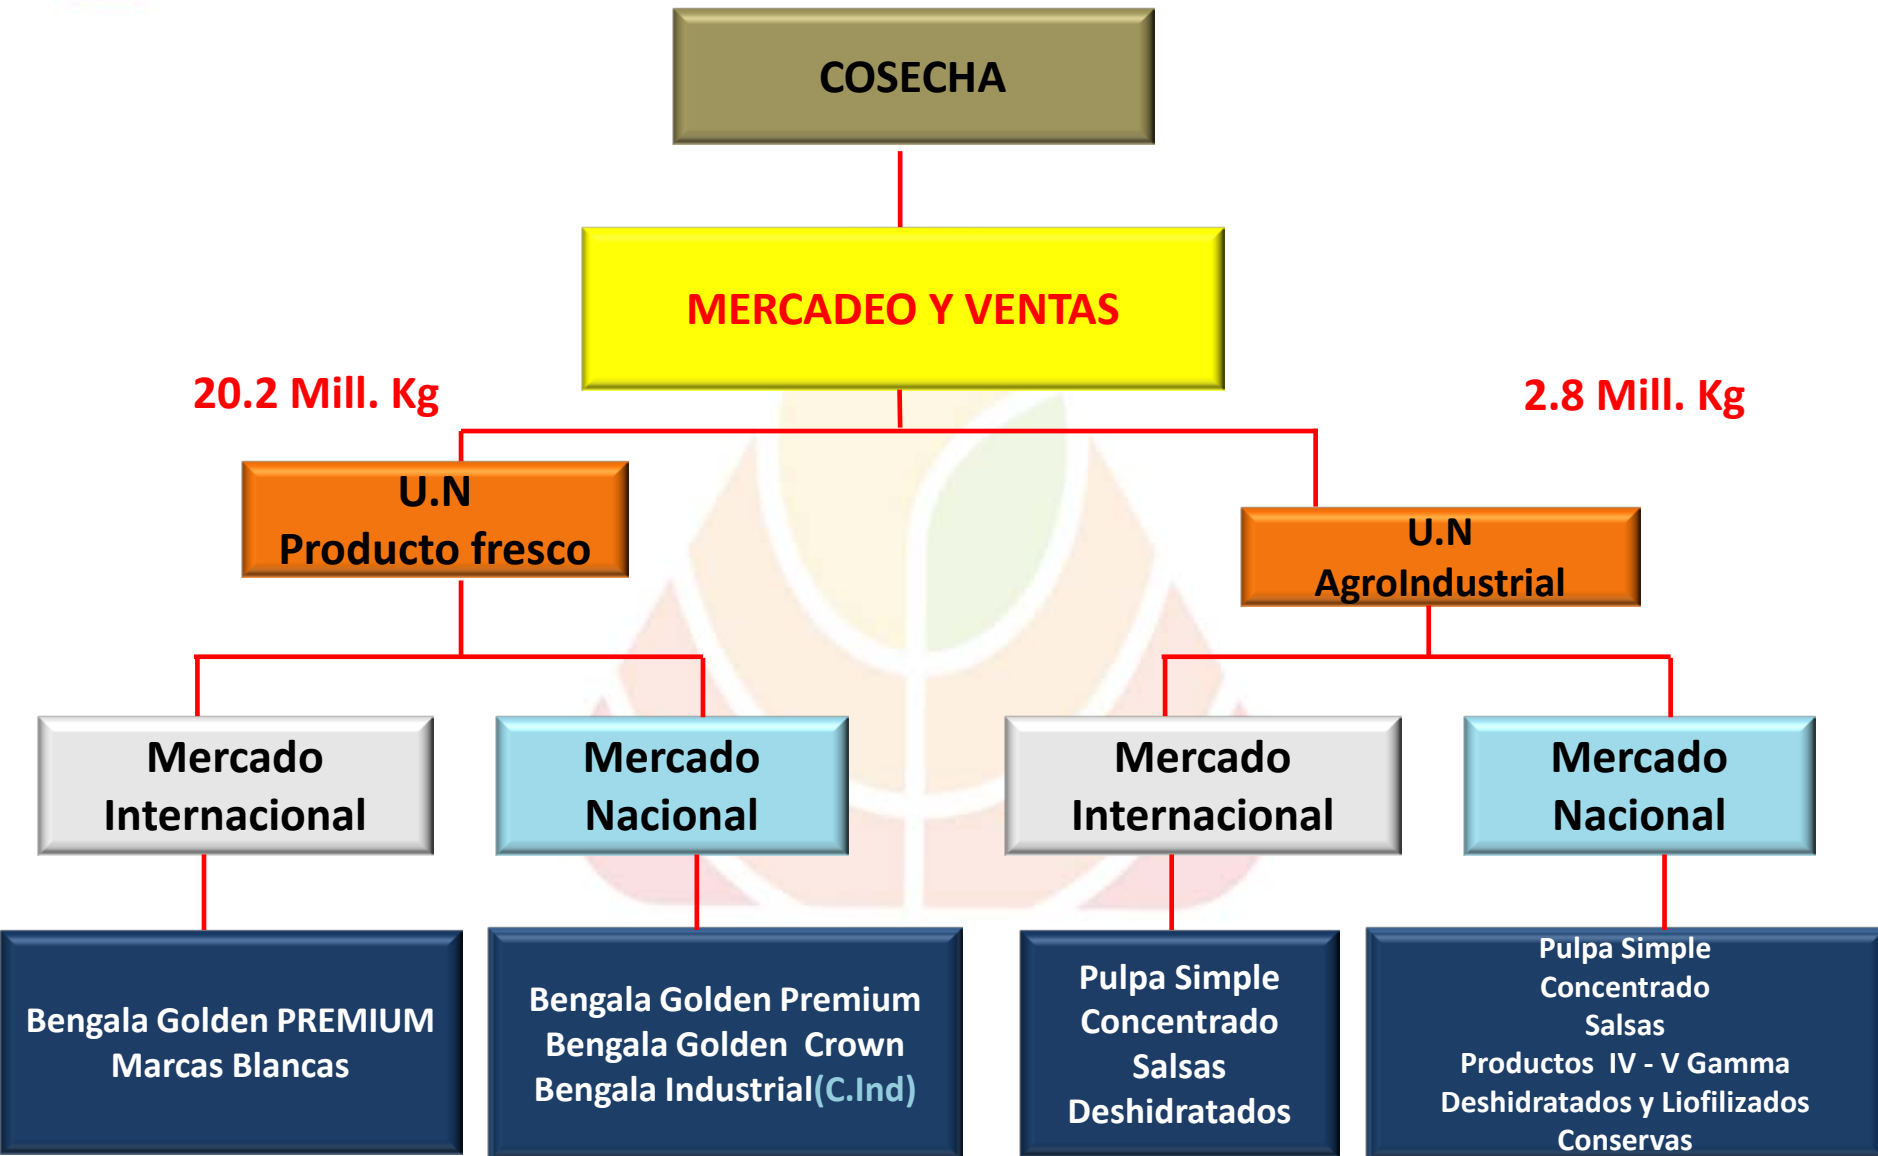 COSECHA
MERCADEO Y VENTAS
20.2 Mill. Kg
2.8 Mill. Kg
U.N
Producto fresco
U.N
AgroIndustrial
Mercado
Internacional
Mercado
Nacional
Mercado
Internacional
Mercado
Nacional
Bengala Golden PREMIUM
Marcas Blancas
Bengala Golden Premium
Bengala Golden Crown
Bengala Industrial(C.Ind)
Pulpa Simple
Concentrado
Salsas
Deshidratados
Pulpa Simple
Concentrado
Salsas
Productos IV - V Gamma
Deshidratados y Liofilizados
Conservas